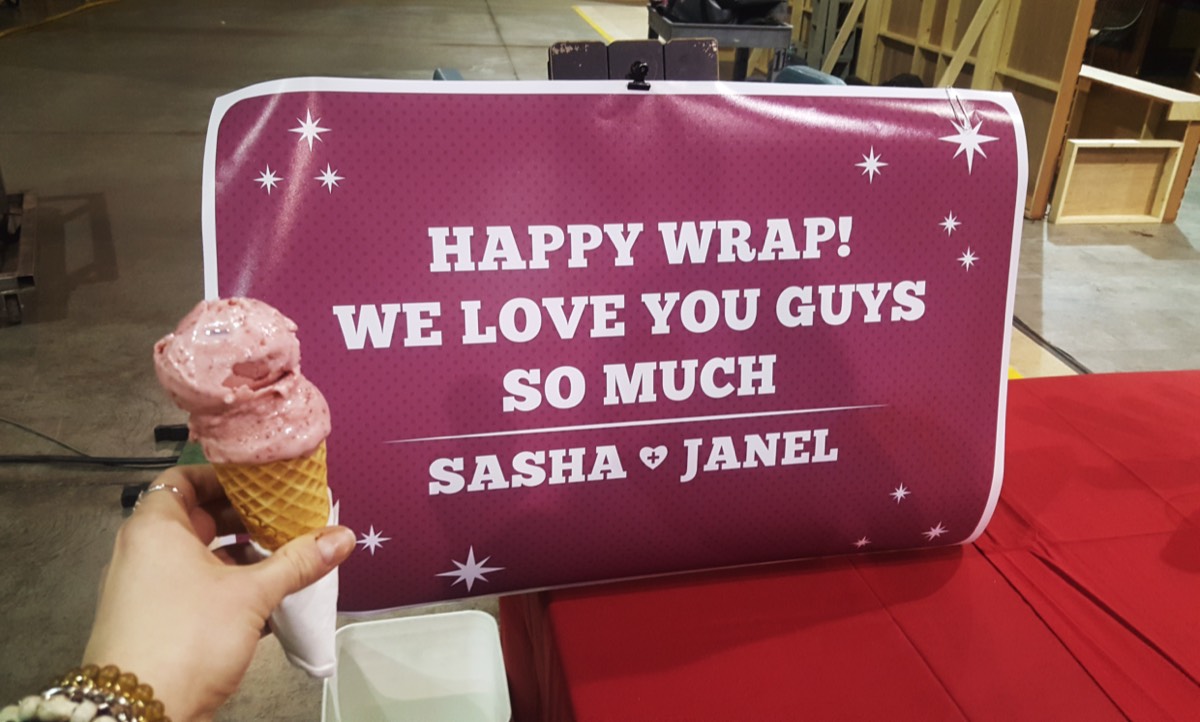 HAPPY WRAP!
WE LOVE YOU GUYS
SO MUCH
SASHA JANEL